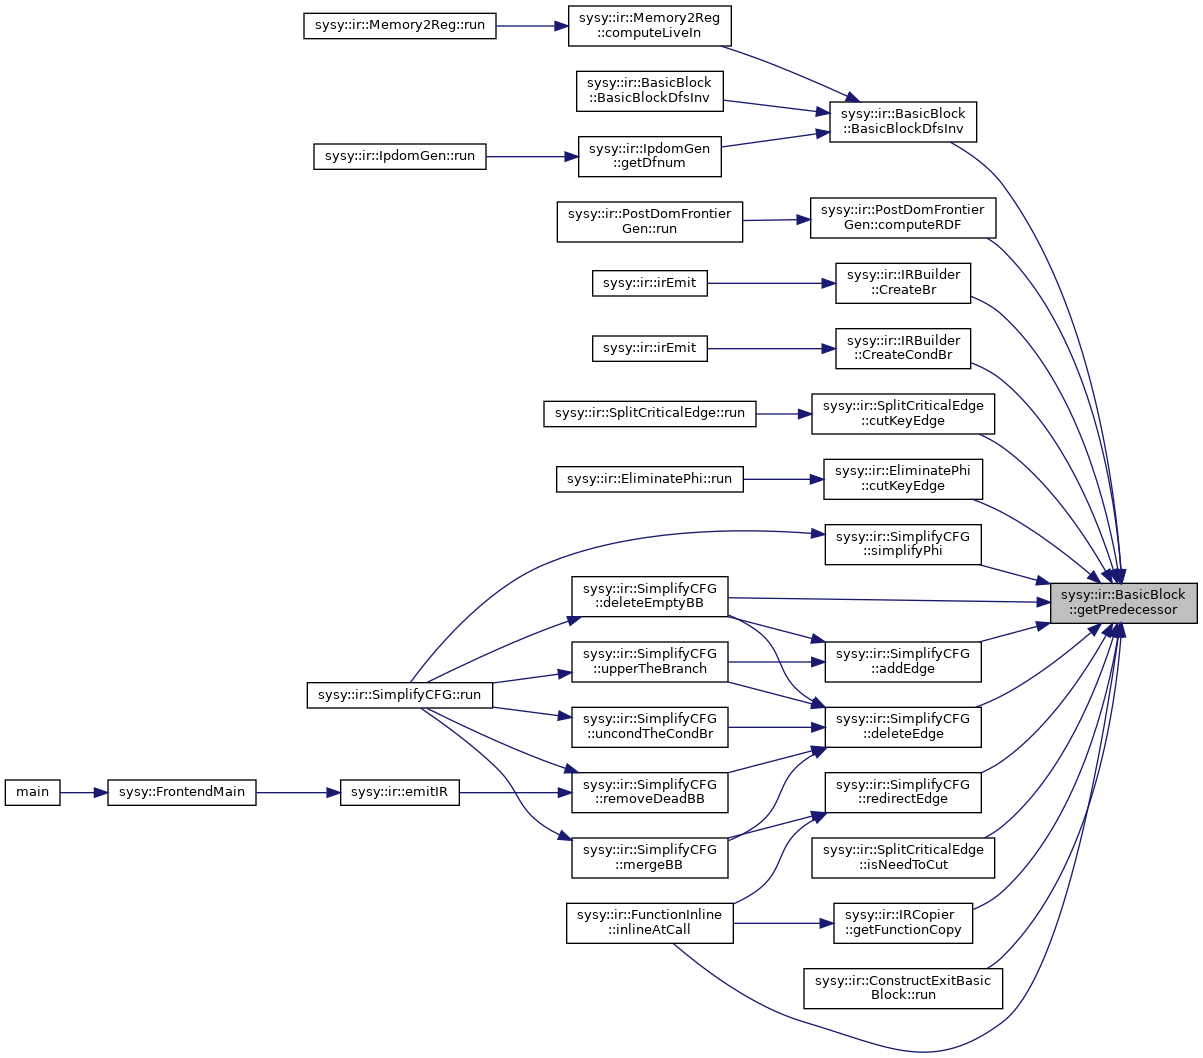 sysy::ir::Memory2Reg::run
sysy::ir::Memory2Reg
::computeLiveIn
sysy::ir::BasicBlock
::BasicBlockDfsInv
sysy::ir::BasicBlock
::BasicBlockDfsInv
sysy::ir::IpdomGen::run
sysy::ir::IpdomGen
::getDfnum
sysy::ir::PostDomFrontier
Gen::run
sysy::ir::PostDomFrontier
Gen::computeRDF
sysy::ir::irEmit
sysy::ir::IRBuilder
::CreateBr
sysy::ir::irEmit
sysy::ir::IRBuilder
::CreateCondBr
sysy::ir::SplitCriticalEdge::run
sysy::ir::SplitCriticalEdge
::cutKeyEdge
sysy::ir::EliminatePhi::run
sysy::ir::EliminatePhi
::cutKeyEdge
sysy::ir::SimplifyCFG
::simplifyPhi
sysy::ir::SimplifyCFG
::deleteEmptyBB
sysy::ir::BasicBlock
::getPredecessor
sysy::ir::SimplifyCFG
::upperTheBranch
sysy::ir::SimplifyCFG
::addEdge
sysy::ir::SimplifyCFG::run
sysy::ir::SimplifyCFG
::uncondTheCondBr
sysy::ir::SimplifyCFG
::deleteEdge
main
sysy::FrontendMain
sysy::ir::emitIR
sysy::ir::SimplifyCFG
::removeDeadBB
sysy::ir::SimplifyCFG
::redirectEdge
sysy::ir::SimplifyCFG
::mergeBB
sysy::ir::SplitCriticalEdge
::isNeedToCut
sysy::ir::FunctionInline
::inlineAtCall
sysy::ir::IRCopier
::getFunctionCopy
sysy::ir::ConstructExitBasic
Block::run